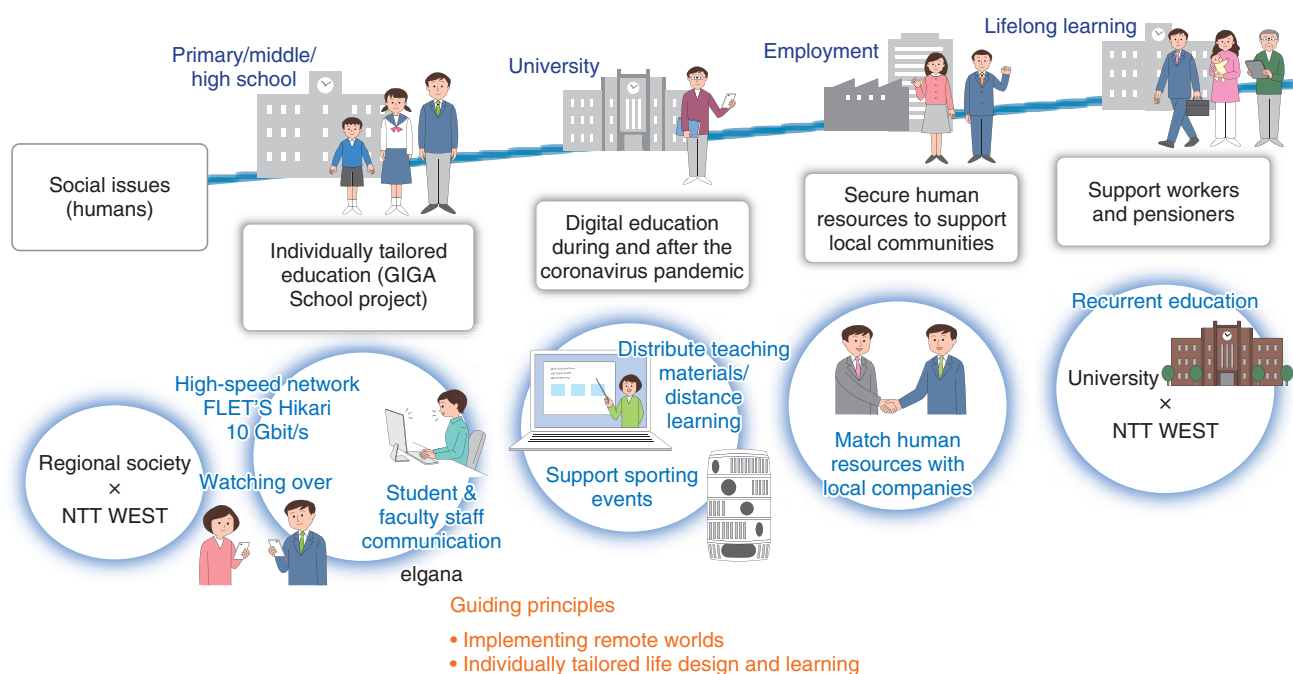 Primary/middle/
high school
University
Employment
Lifelong learning
Social issues
(humans)
Individually tailored
education (GIGA
School project)
Digital education
during and after the
coronavirus pandemic
Secure human
resources to support
local communities
Support workers
and pensioners
Regional society
×
NTT WEST
High-speed network
FLET'S Hikari
10 Gbit/s
Watching over
Student &
faculty staff
communication
elgana
Distribute teaching
materials/
distance
learning
Support sporting
events
Match human
resources with
local companies
Recurrent education
University
×
NTT WEST
Guiding principles
• Implementing remote worlds
• Individually tailored life design and learning